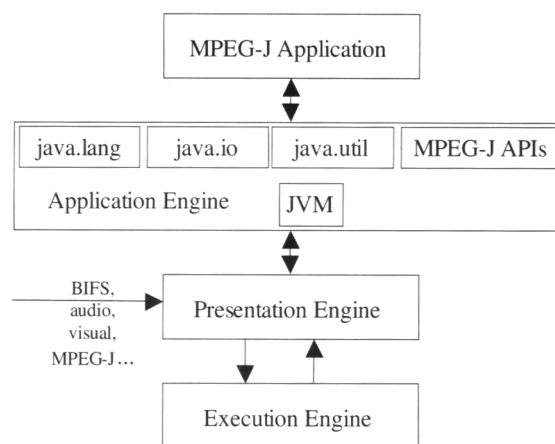 MPEG-J Application
java.lang
java.io
java.util
MPEG-J APIs
Application Engine
JVM
BIFS,
audio,
visual,
MPEG-J...
Presentation Engine
Execution Engine